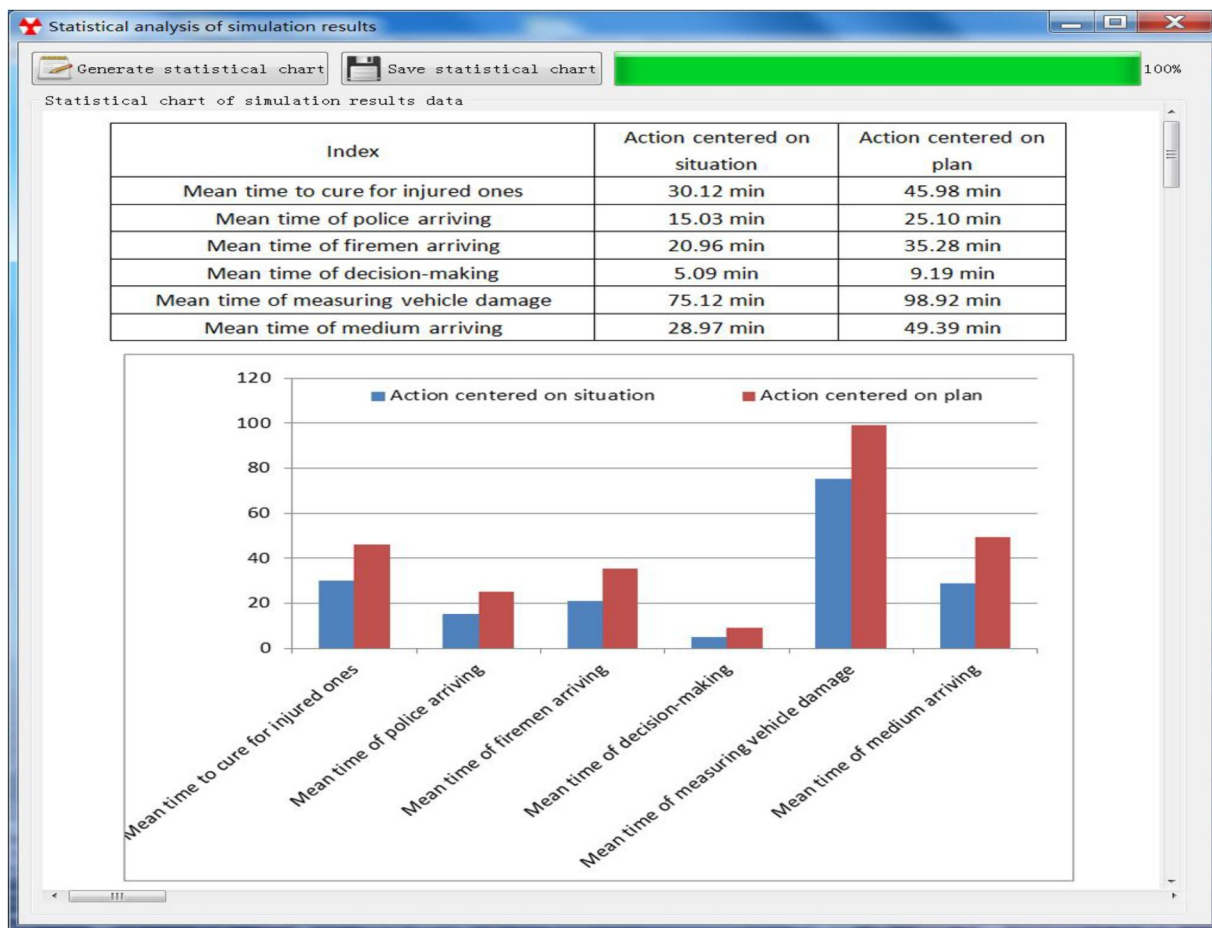 Statistical analysis of simulation results
Generate statistical chart Save statistical chart 100%
Statistical chart of simulation results data
Index Action centered on situation Action centered on plan
Mean time to cure for injured ones 30.12 min 45.98 min
Mean time of police arriving 15.03 min 25.10 min
Mean time of firemen arriving 20.96 min 35.28 min
Mean time of decision-making 5.09 min 9.19 min
Mean time of measuring vehicle damage 75.12 min 98.92 min
Mean time of medium arriving 28.97 min 49.39 min
Action centered on situation Action centered on plan
120
100
80
60
40
20
0
Mean time to cure for injured ones
Mean time of police arriving
Mean time of firemen arriving
Mean time of decision-making
Mean time of measuring vehicle damage
Mean time of medium arriving